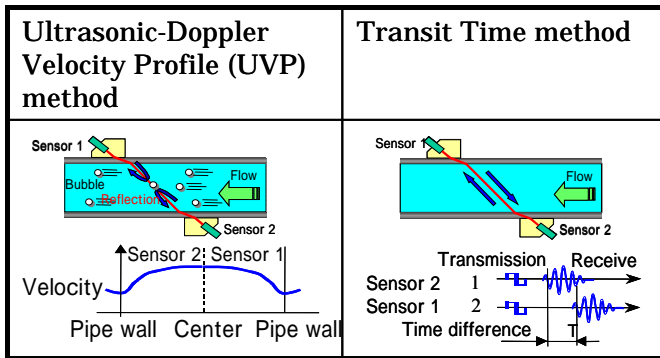 Ultrasonic-Doppler
Velocity Profile (UVP)
method
Transit Time method
Sensor 1
Bubble
Reflection
Flow
Sensor 2
Velocity
Sensor 2
Sensor 1
Pipe wall
Center
Pipe wall
Sensor 1
Flow
Sensor 2
Transmission
Receive
Sensor 2 1
Sensor 1 2
Time difference T